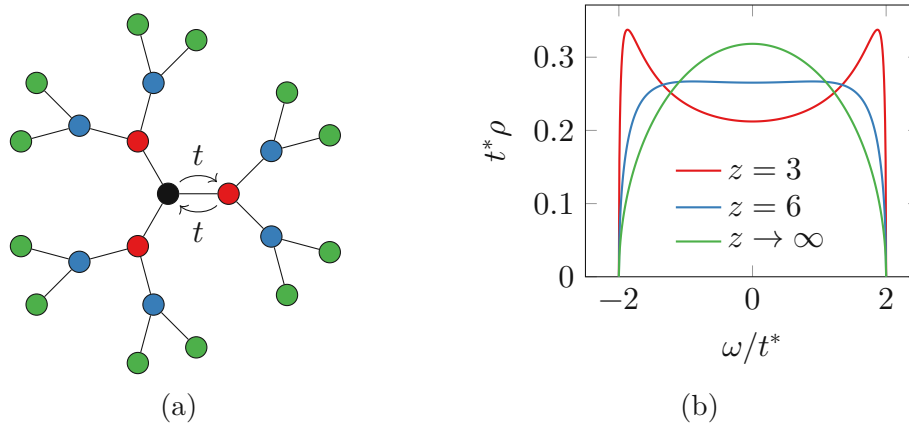 t
t
(a)
t*ρ
0.3
0.2
0.1
0
z = 3
z = 6
z → ∞
−2
0
2
ω/t*
(b)